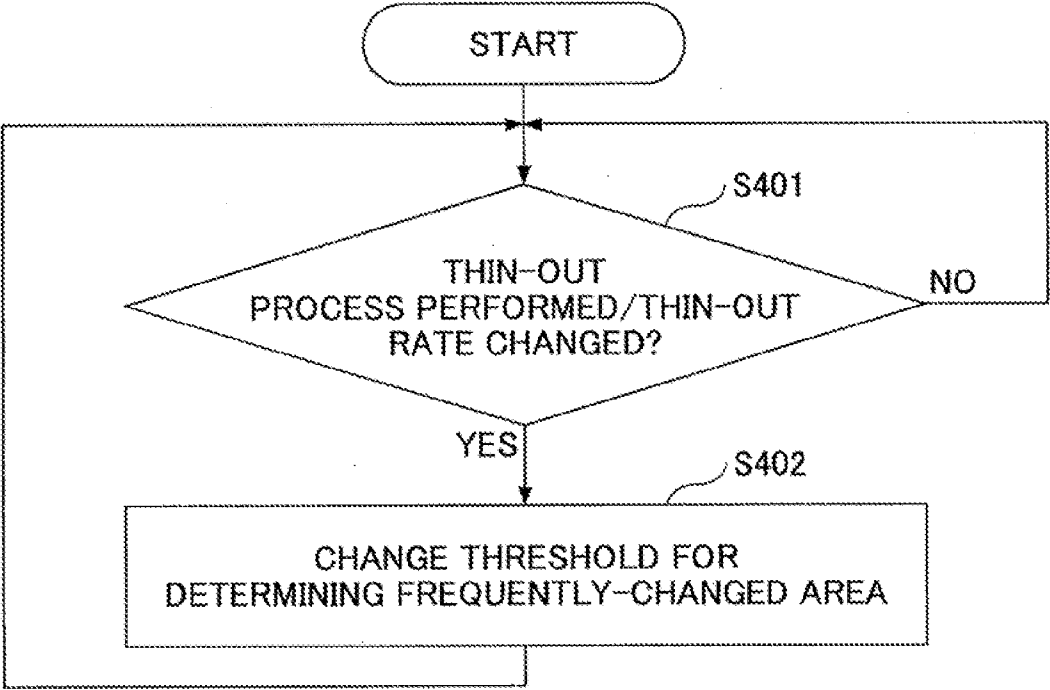 START
S401
THIN-OUT
PROCESS PERFORMED/THIN-OUT
RATE CHANGED?
NO
YES
S402
CHANGE THRESHOLD FOR
DETERMINING FREQUENTLY-CHANGED AREA